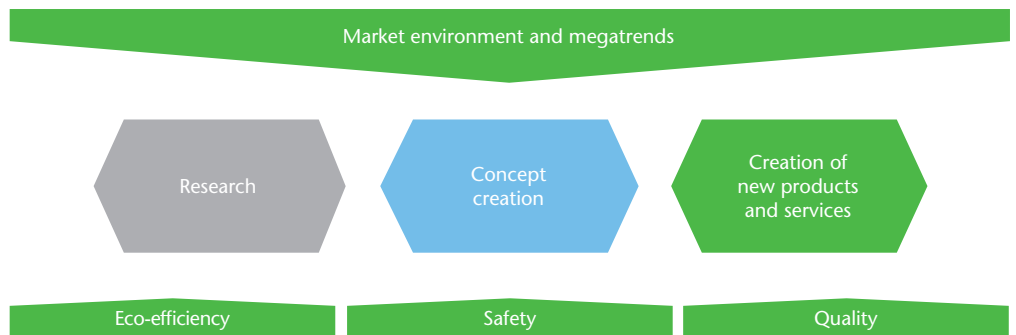 Market environment and megatrends
Research
Concept
creation
Creation of
new products
and services
Eco-efficiency
Safety
Quality